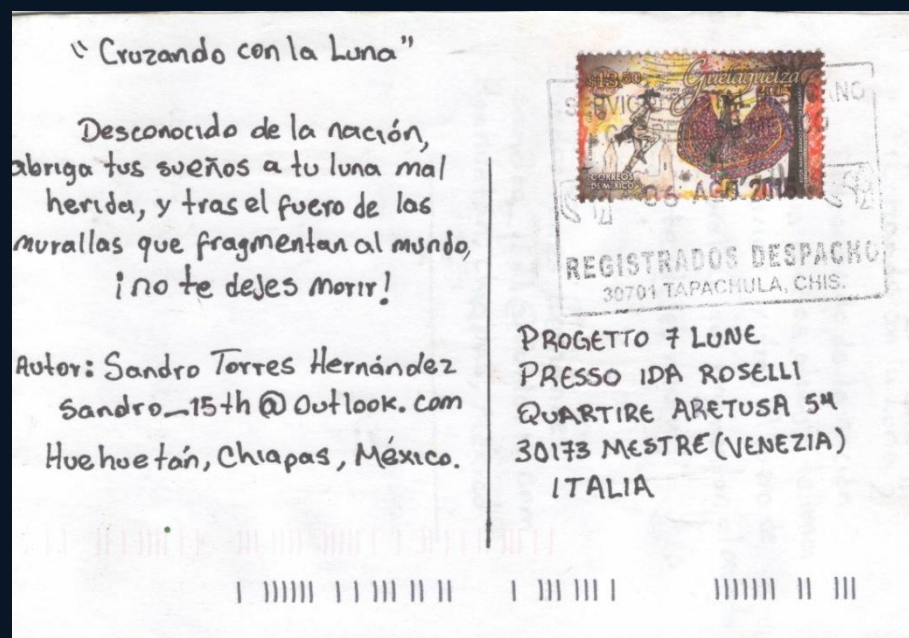 "Cruzando con la Luna"
Desconocido de la nación,
abriga tus sueños a tu luna mal
herida, y tras el fuero de las
murallas que fragmentan al mundo,
¡no te dejes morir!
Autor: Sandro Torres Hernández
sandro_15th@outlook.com
Huehuetán, Chiapas, México.
$13.50
Guelaguetza
CORREOS
DE MÉXICO
06 AGO 2015
REGISTRADOS DESPACHO
30701 TAPACHULA, CHIS.
PROGETTO 7 LUNE
PRESSO IDA ROSELLI
QUARTIRE ARETUSA 54
30173 MESTRE (VENEZIA)
ITALIA